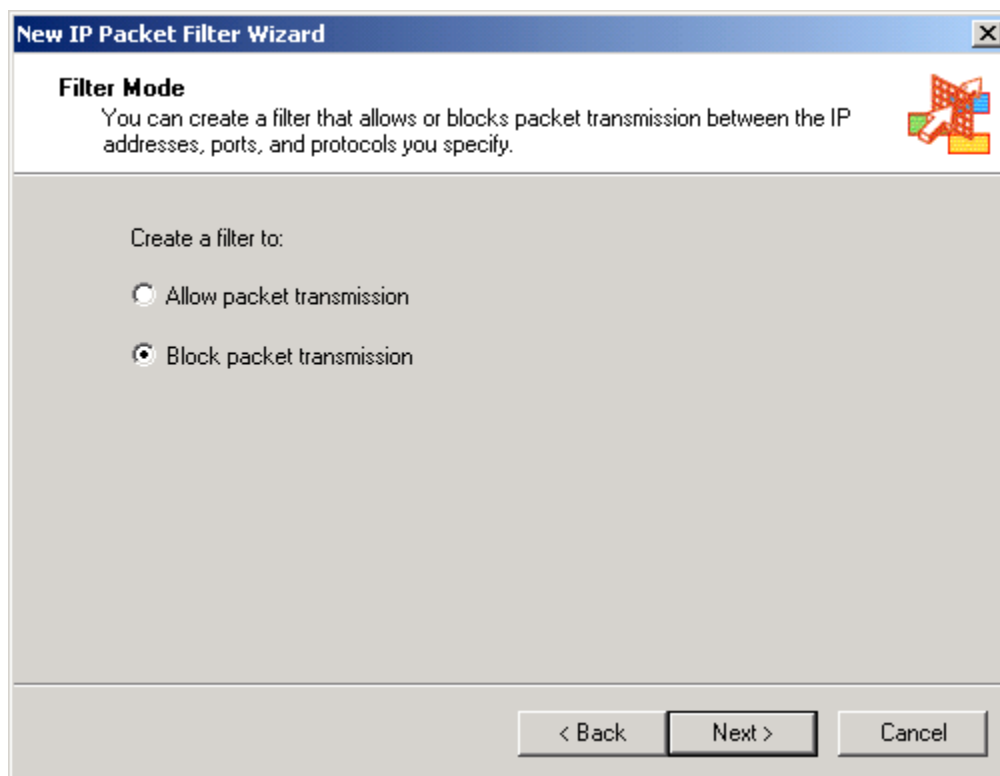 New IP Packet Filter Wizard
Filter Mode
You can create a filter that allows or blocks packet transmission between the IP
addresses, ports, and protocols you specify.
Create a filter to:
Allow packet transmission
Block packet transmission
< Back Next > Cancel